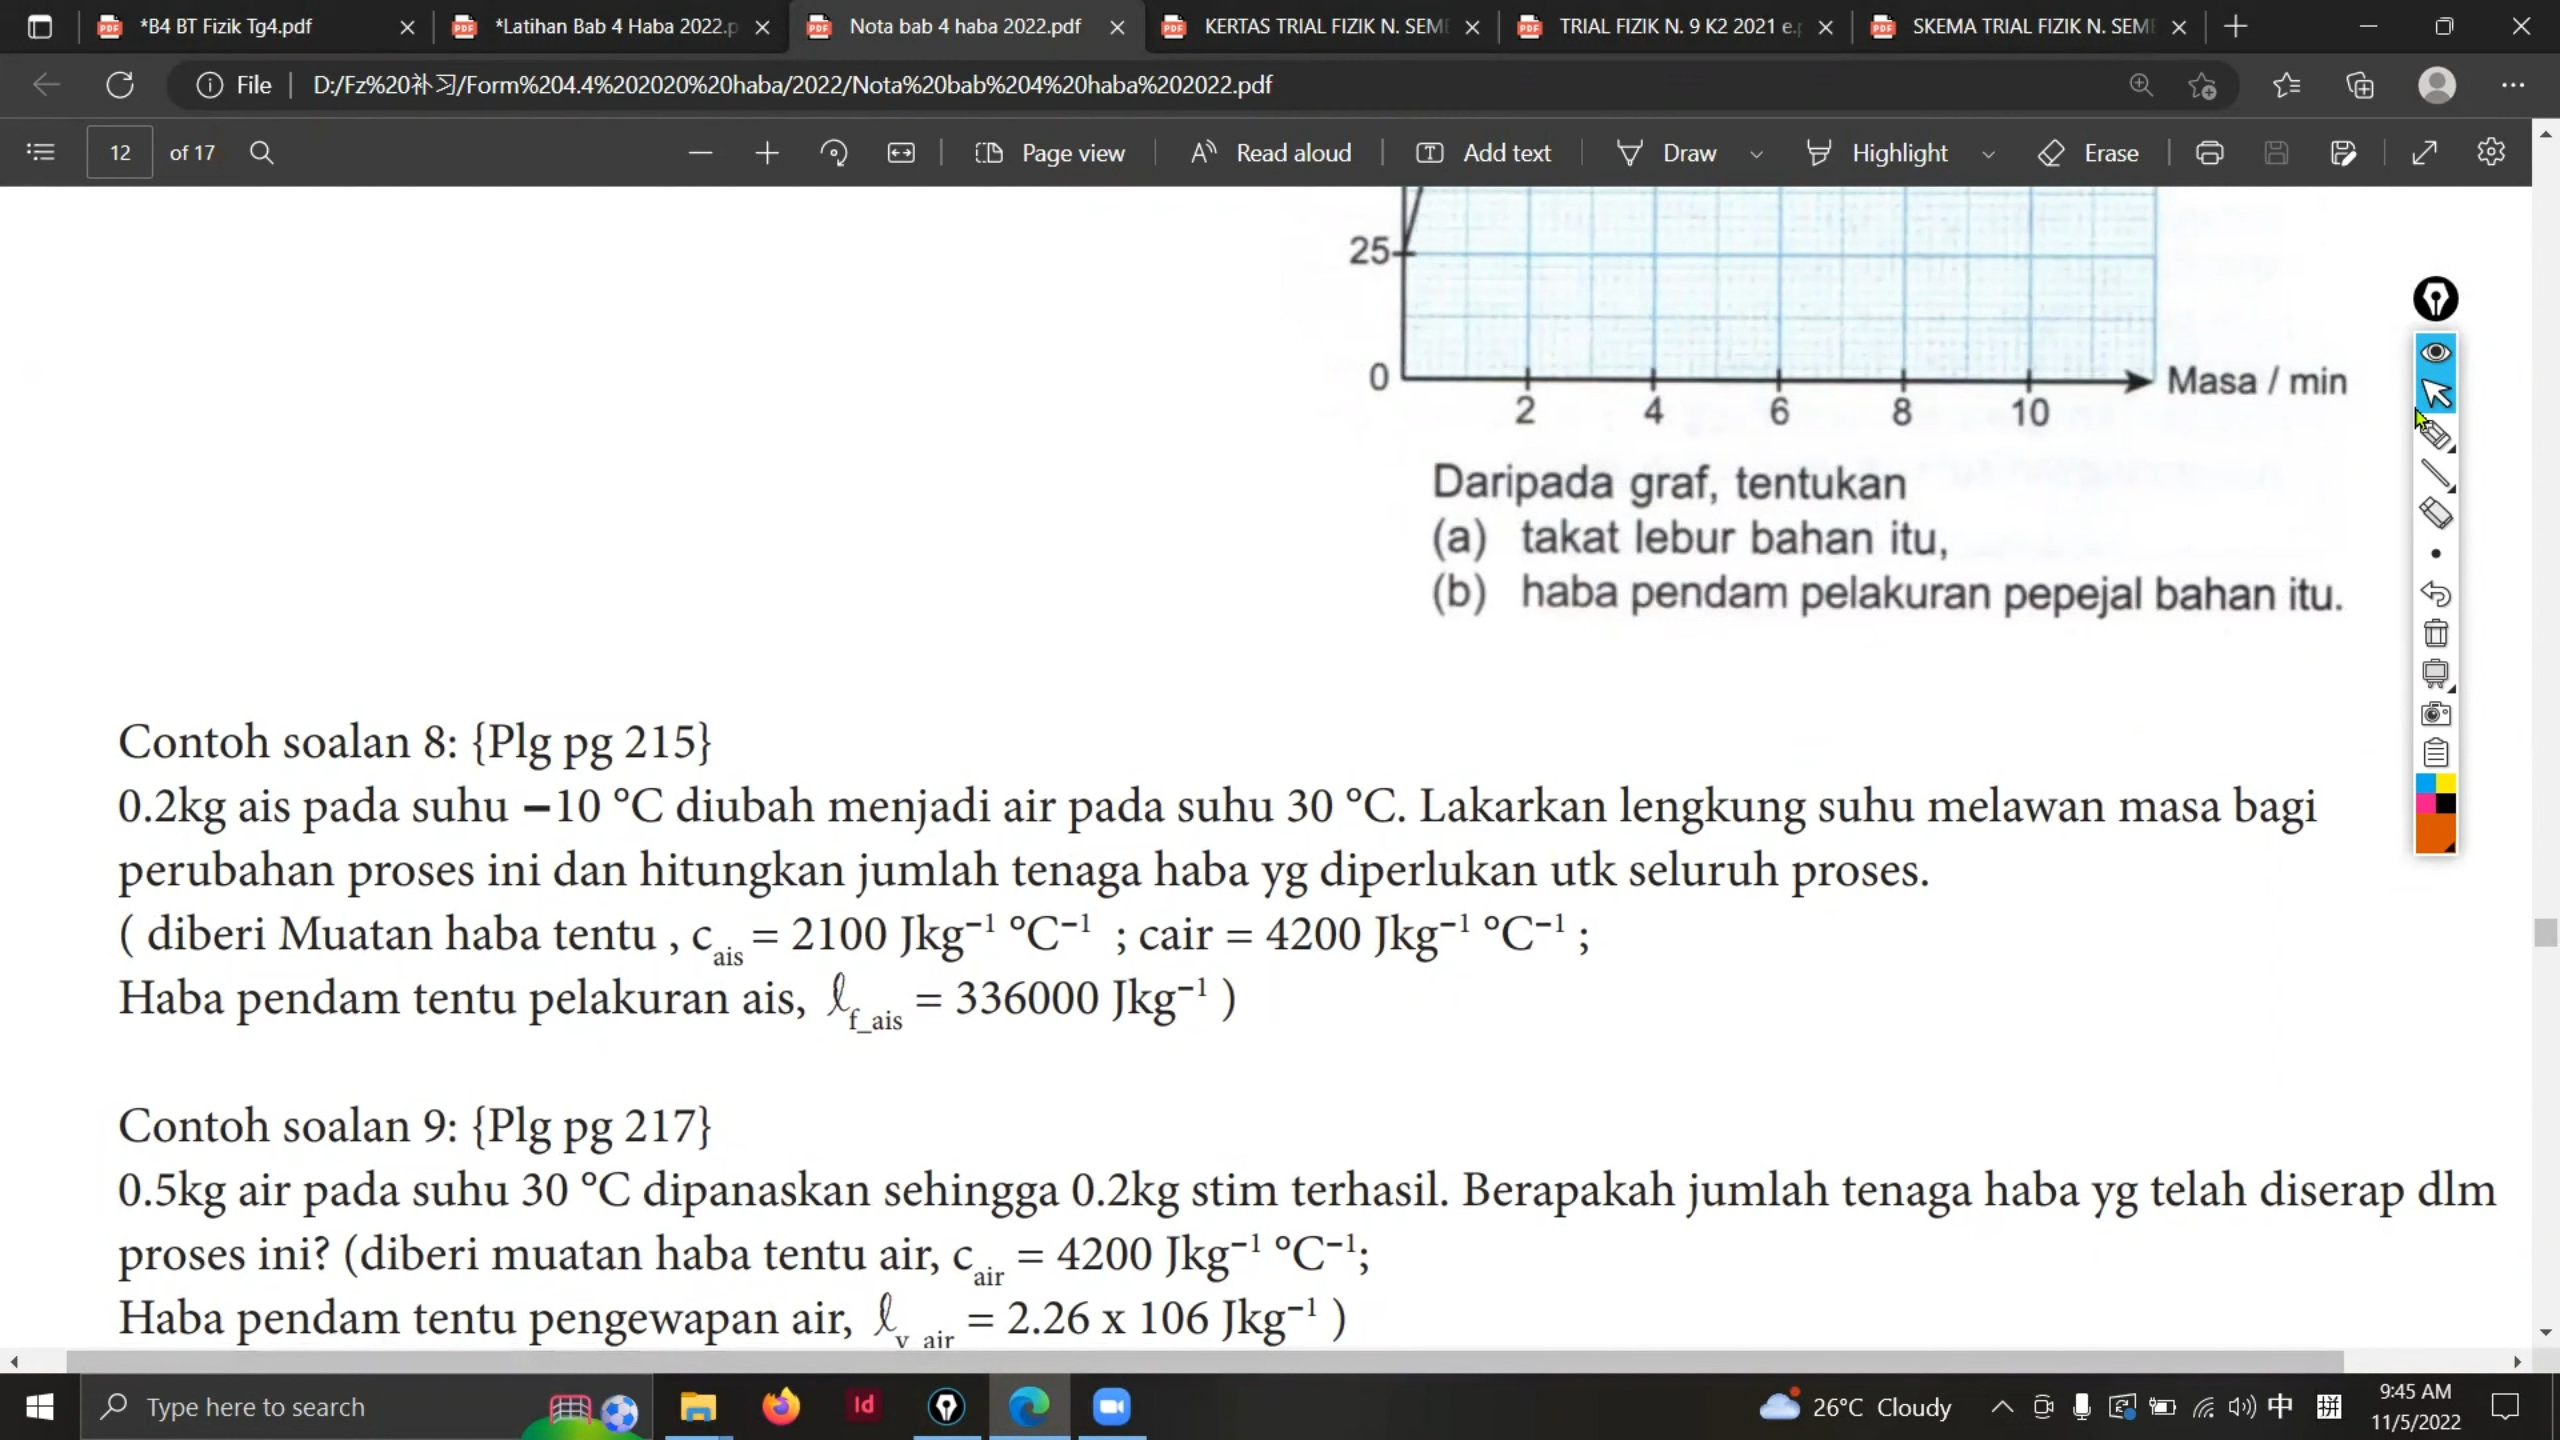 *B4 BT Fizik Tg4.pdf
*Latihan Bab 4 Haba 2022.p
Nota bab 4 haba 2022.pdf
KERTAS TRIAL FIZIK N. SEM
TRIAL FIZIK N. 9 K2 2021 e.
SKEMA TRIAL FIZIK N. SEM
File
D:/Fz%20补习/Form%204.4%202020%20haba/2022/Nota%20bab%204%20haba%202022.pdf
12 of 17
Page view
Read aloud
Add text
Draw
Highlight
Erase
25
0
2 4 6 8 10
Masa / min
Daripada graf, tentukan
(a) takat lebur bahan itu,
(b) haba pendam pelakuran pepejal bahan itu.
Contoh soalan 8: {Plg pg 215}
0.2kg ais pada suhu −10 °C diubah menjadi air pada suhu 30 °C. Lakarkan lengkung suhu melawan masa bagi
perubahan proses ini dan hitungkan jumlah tenaga haba yg diperlukan utk seluruh proses.
( diberi Muatan haba tentu , c_ais = 2100 Jkg⁻¹ °C⁻¹ ; cair = 4200 Jkg⁻¹ °C⁻¹ ;
Haba pendam tentu pelakuran ais, ℓ_f_ais = 336000 Jkg⁻¹ )
Contoh soalan 9: {Plg pg 217}
0.5kg air pada suhu 30 °C dipanaskan sehingga 0.2kg stim terhasil. Berapakah jumlah tenaga haba yg telah diserap dlm
proses ini? (diberi muatan haba tentu air, c_air = 4200 Jkg⁻¹ °C⁻¹;
Haba pendam tentu pengewapan air, ℓ_v_air = 2.26 x 106 Jkg⁻¹ )
Type here to search
Id
26°C Cloudy
中
拼
9:45 AM
11/5/2022